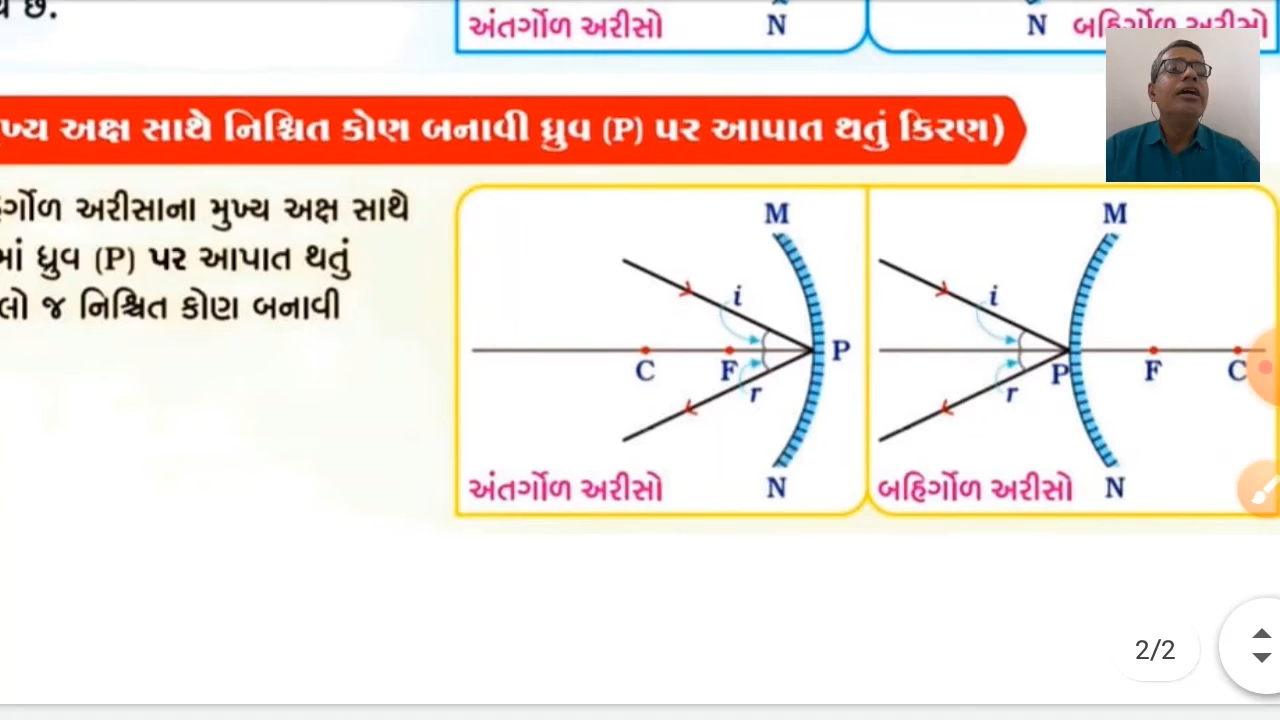 છે.
અંતર્ગોળ અરીસો
N
N
ખ્ય અક્ષ સાથે નિશ્ચિત કોણ બનાવી ધ્રુવ (P) પર આપાત થતું કિરણ)
ર્ગોળ અરીસાના મુખ્ય અક્ષ સાથે
માં ધ્રુવ (P) પર આપાત થતું
લો જ નિશ્ચિત કોણ બનાવી
M
i
P
C
F
r
અંતર્ગોળ અરીસો
N
M
i
P
F
C
r
બહિર્ગોળ અરીસો
N
2/2